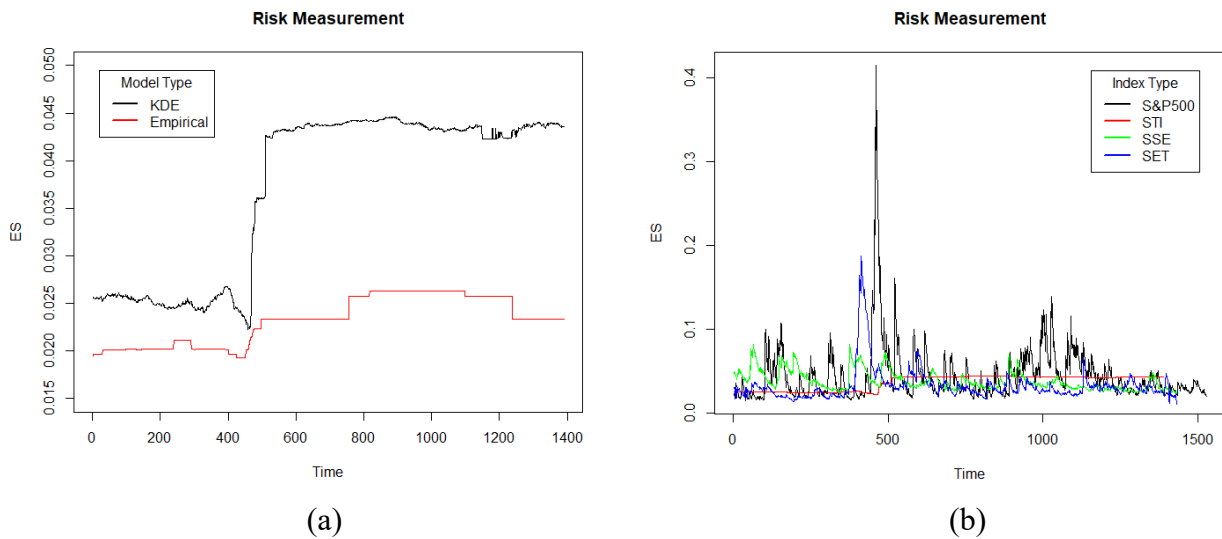 Risk Measurement
0.050
0.045
0.040
0.035
0.030
0.025
0.020
0.015
ES
Model Type
KDE
Empirical
0 200 400 600 800 1000 1200 1400
Time
(a)
Risk Measurement
0.4
0.3
0.2
0.1
0.0
ES
Index Type
S&P500
STI
SSE
SET
0 500 1000 1500
Time
(b)